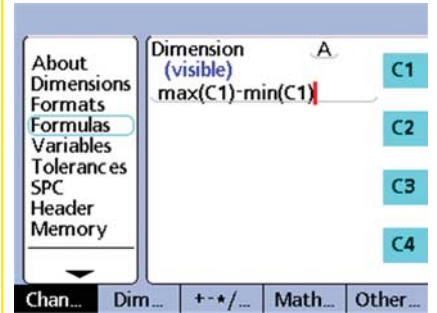 About
Dimensions
Formats
Formulas
Variables
Tolerances
SPC
Header
Memory
Dimension A
(visible)
max(C1)-min(C1)
C1
C2
C3
C4
Chan... Dim... +-*/... Math... Other...